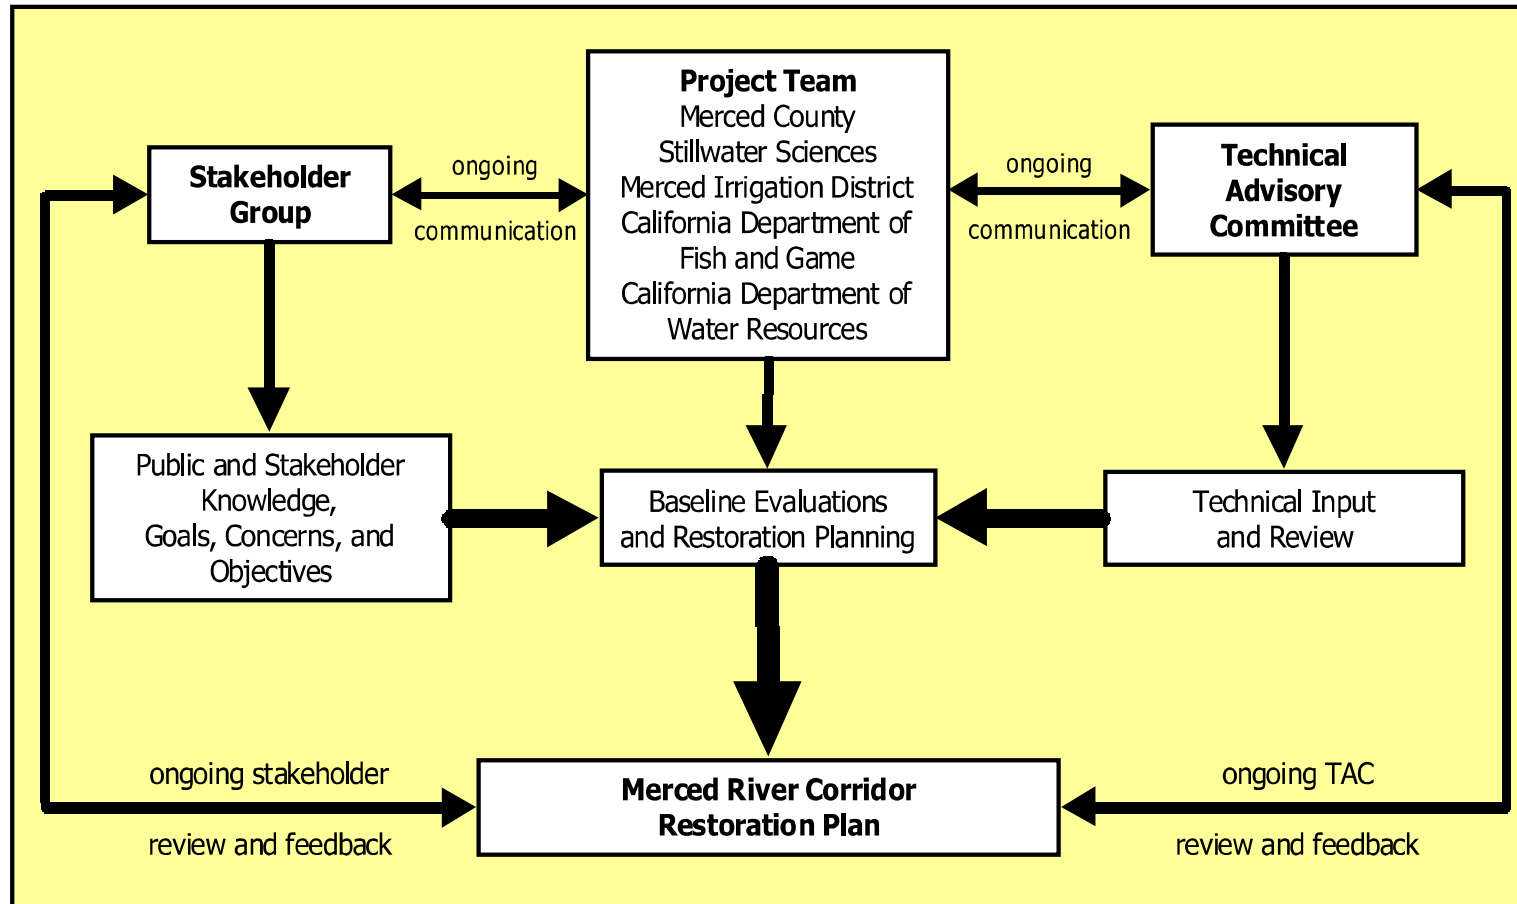 Project Team
Merced County
Stillwater Sciences
Merced Irrigation District
California Department of
Fish and Game
California Department of
Water Resources
Stakeholder
Group
ongoing
communication
ongoing
communication
Technical
Advisory
Committee
Public and Stakeholder
Knowledge,
Goals, Concerns, and
Objectives
Baseline Evaluations
and Restoration Planning
Technical Input
and Review
ongoing stakeholder
review and feedback
Merced River Corridor
Restoration Plan
ongoing TAC
review and feedback